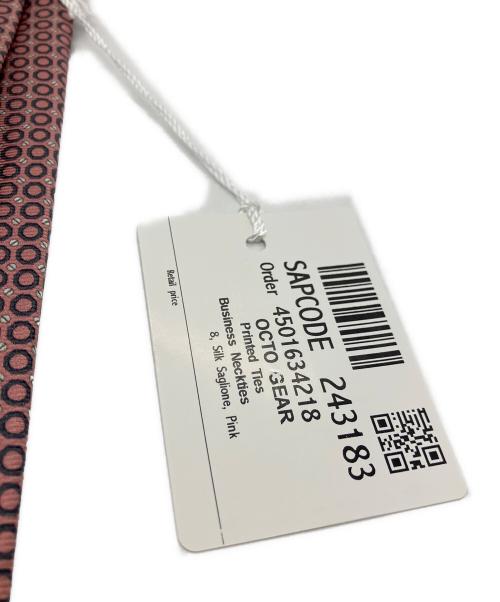 SAPCODE 243183
Order 4501634218
OCTO GEAR
Printed Ties
Business Neckties
8, Silk Saglione, Pink
Retail price